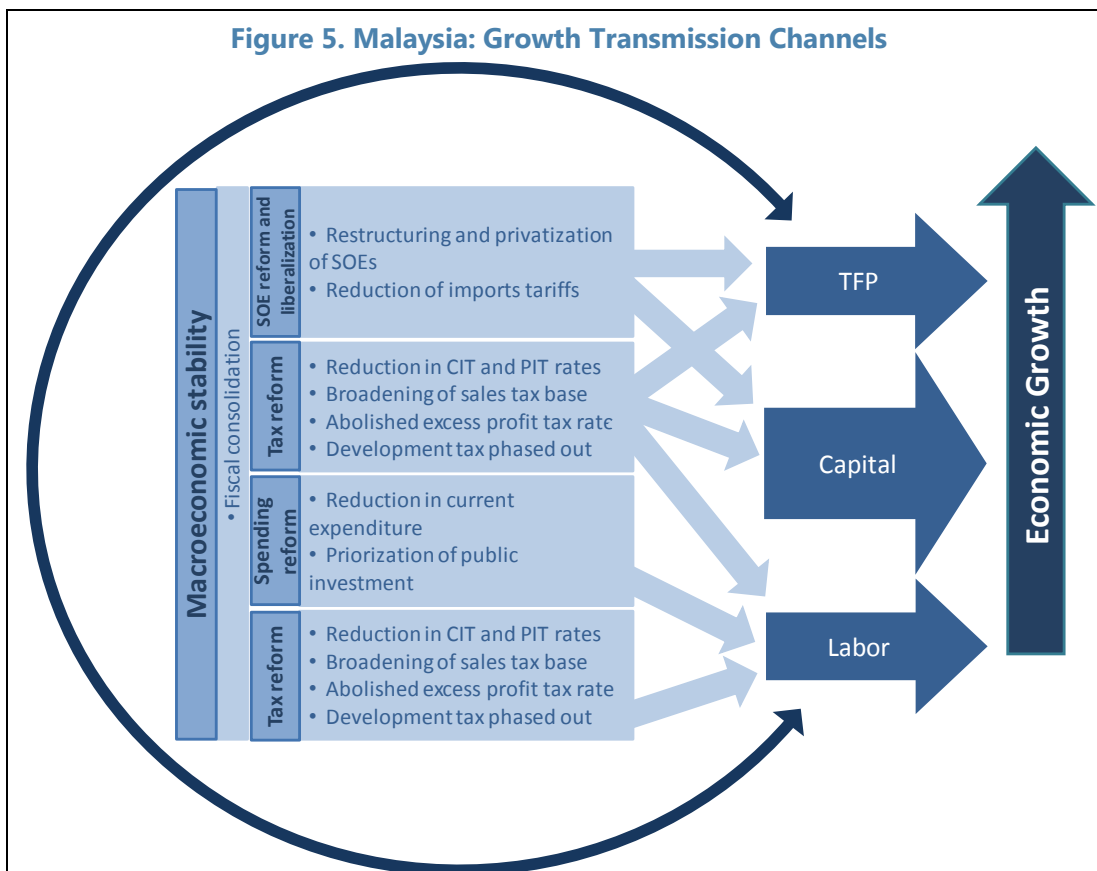 Figure 5. Malaysia: Growth Transmission Channels
Macroeconomic stability
• Fiscal consolidation
SOE reform and
liberalization
• Restructuring and privatization
of SOEs
• Reduction of imports tariffs
Tax reform
• Reduction in CIT and PIT rates
• Broadening of sales tax base
• Abolished excess profit tax rate
• Development tax phased out
Spending
reform
• Reduction in current
expenditure
• Priorization of public
investment
Tax reform
• Reduction in CIT and PIT rates
• Broadening of sales tax base
• Abolished excess profit tax rate
• Development tax phased out
TFP
Capital
Labor
Economic Growth